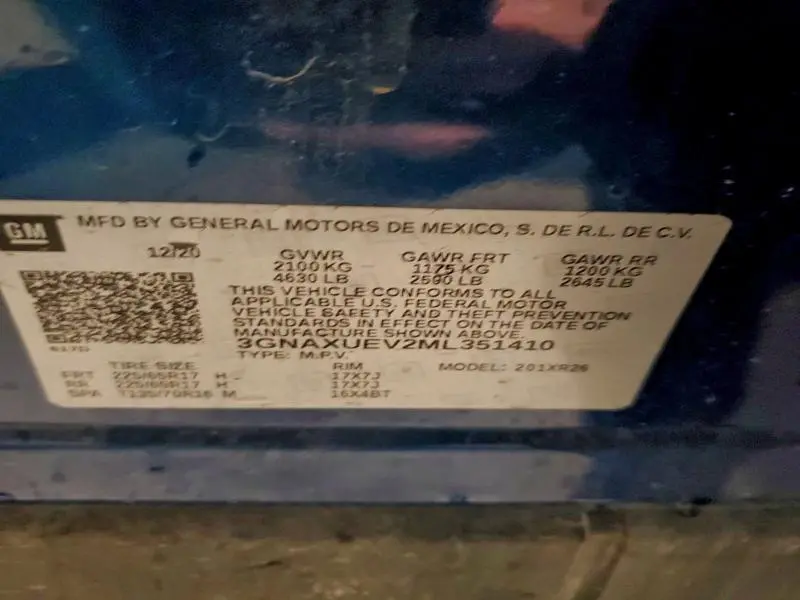 GM
MFD BY GENERAL MOTORS DE MEXICO, S. DE R.L. DE C.V.
12/20 GVWR GAWR FRT GAWR RR
2100 KG 1175 KG 1200 KG
4630 LB 2590 LB 2645 LB
THIS VEHICLE CONFORMS TO ALL
APPLICABLE U.S. FEDERAL MOTOR
VEHICLE SAFETY AND THEFT PREVENTION
STANDARDS IN EFFECT ON THE DATE OF
MANUFACTURE SHOWN ABOVE.
3GNAXUEV2ML351410
TYPE: M.P.V.
TIRE SIZE RIM MODEL: 201XR26
FRT 225/65R17 H 17X7J
RR 225/65R17 H 17X7J
SPA T135/70R16 M 16X4BT